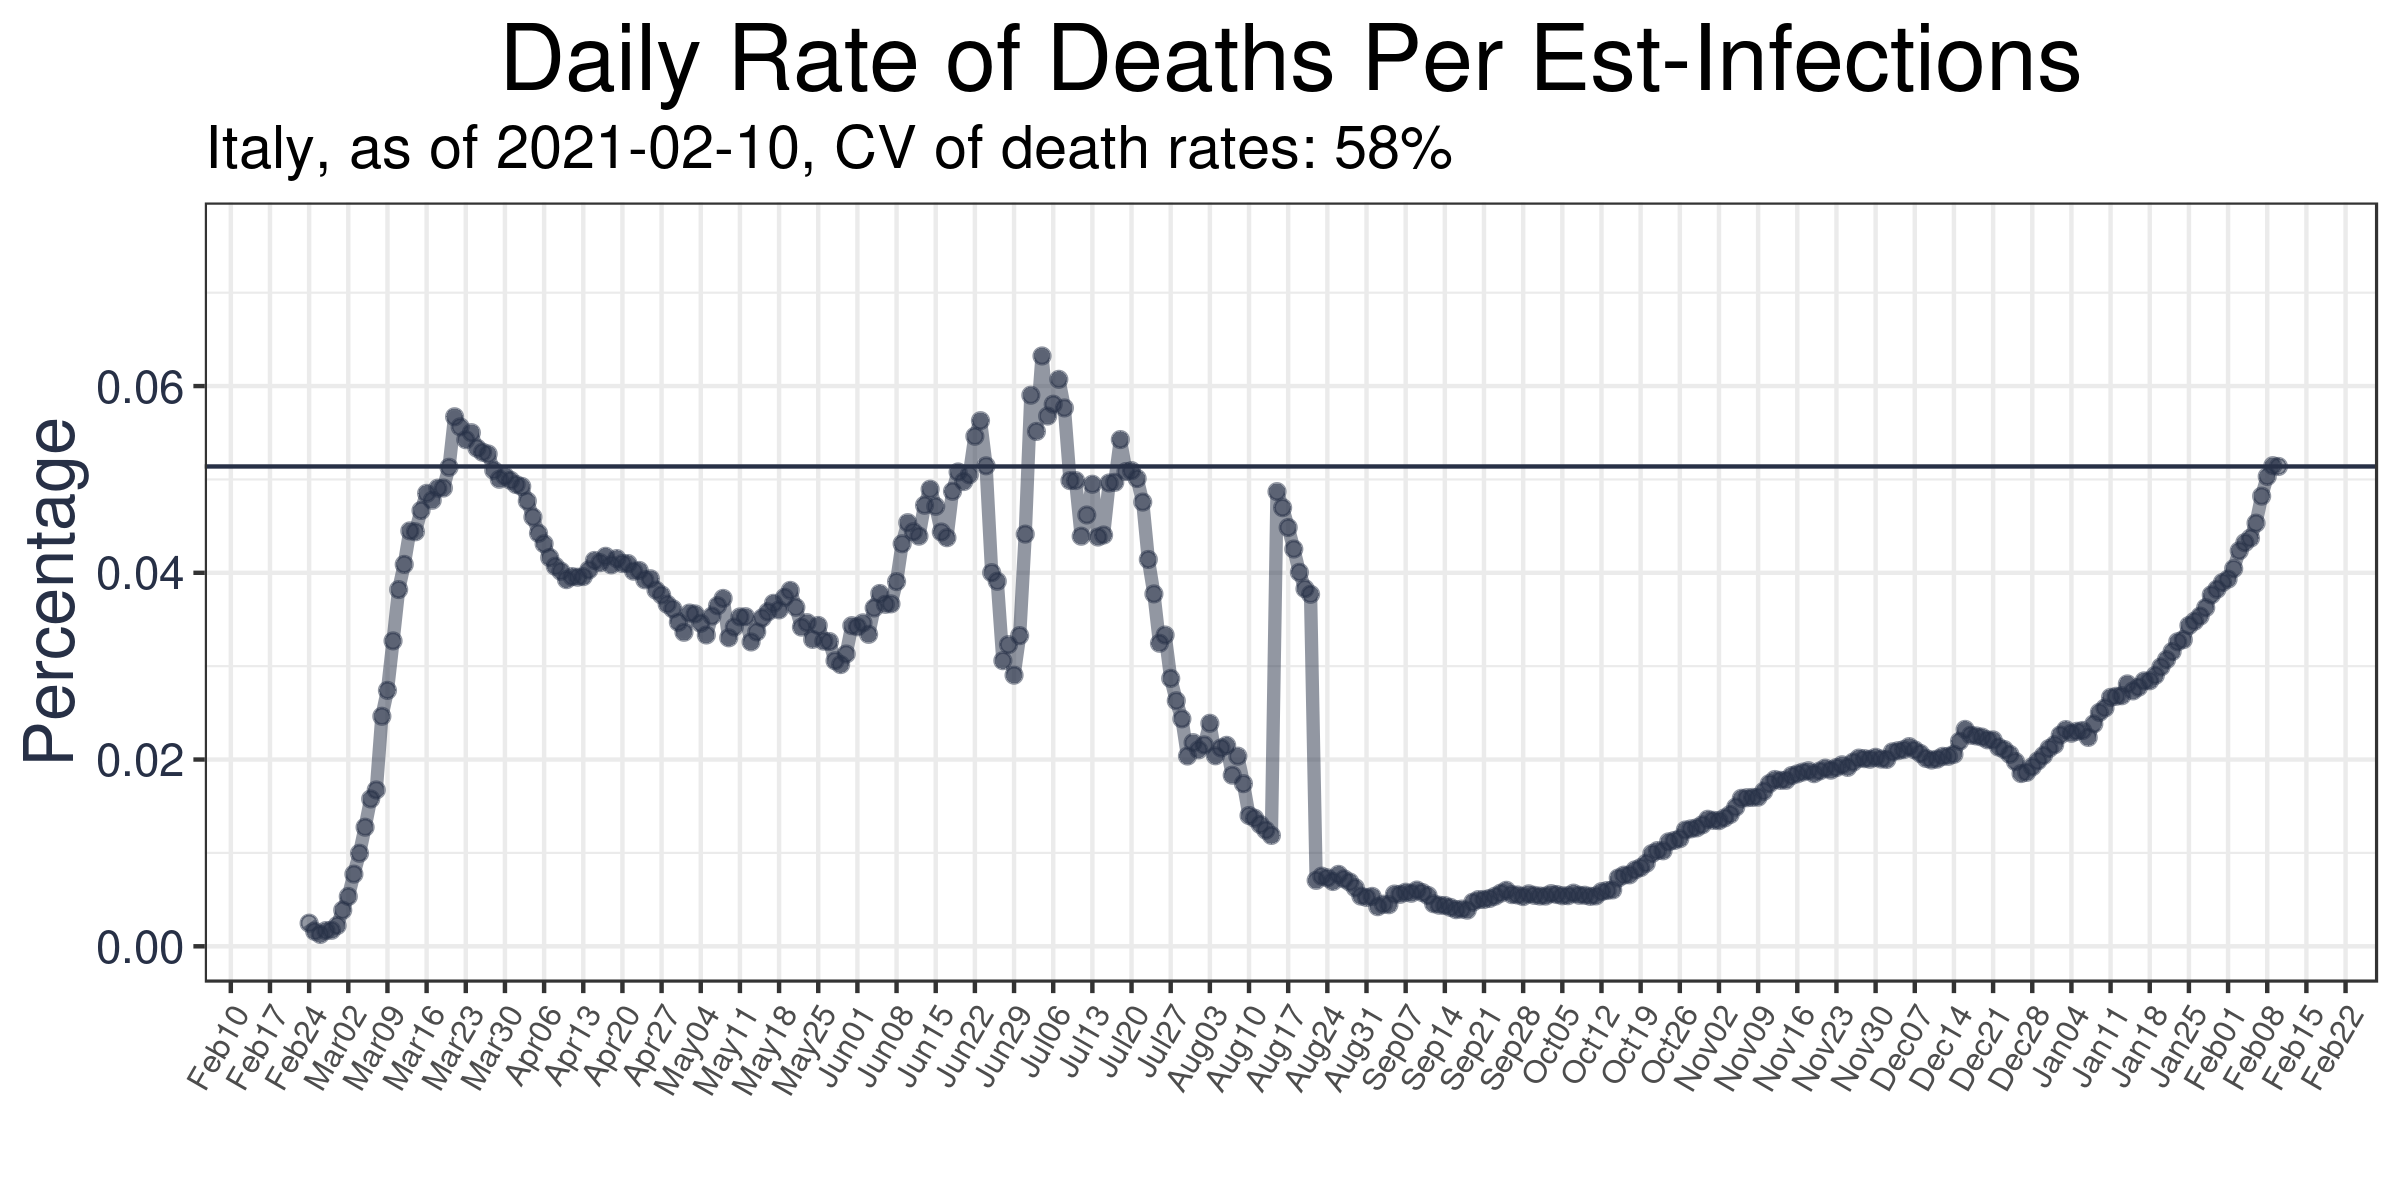 Daily Rate of Deaths Per Est-Infections
Italy, as of 2021-02-10, CV of death rates: 58%
Percentage
0.06
0.04
0.02
0.00
Feb10 Feb17 Feb24 Mar02 Mar09 Mar16 Mar23 Mar30 Apr06 Apr13 Apr20 Apr27 May04 May11 May18 May25 Jun01 Jun08 Jun15 Jun22 Jun29 Jul06 Jul13 Jul20 Jul27 Aug03 Aug10 Aug17 Aug24 Aug31 Sep07 Sep14 Sep21 Sep28 Oct05 Oct12 Oct19 Oct26 Nov02 Nov09 Nov16 Nov23 Nov30 Dec07 Dec14 Dec21 Dec28 Jan04 Jan11 Jan18 Jan25 Feb01 Feb08 Feb15 Feb22